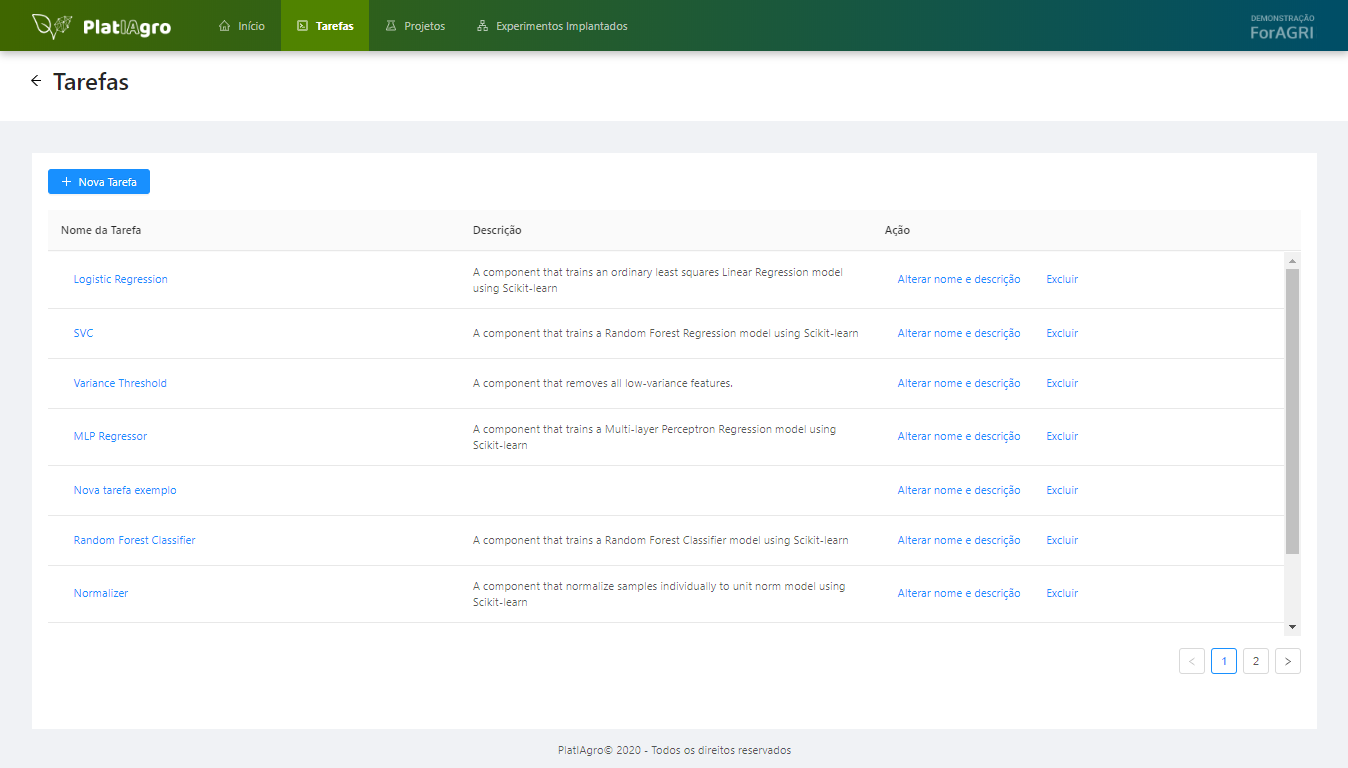 PlatIAgro
Início
Tarefas
Projetos
Experimentos Implantados
DEMONSTRAÇÃO
ForAGRI
Tarefas
Nova Tarefa
Nome da Tarefa Descrição Ação
Logistic Regression A component that trains an ordinary least squares Linear Regression model
using Scikit-learn Alterar nome e descrição Excluir
SVC A component that trains a Random Forest Regression model using Scikit-learn Alterar nome e descrição Excluir
Variance Threshold A component that removes all low-variance features. Alterar nome e descrição Excluir
MLP Regressor A component that trains a Multi-layer Perceptron Regression model using
Scikit-learn Alterar nome e descrição Excluir
Nova tarefa exemplo Alterar nome e descrição Excluir
Random Forest Classifier A component that trains a Random Forest Classifier model using Scikit-learn Alterar nome e descrição Excluir
Normalizer A component that normalize samples individually to unit norm model using
Scikit-learn Alterar nome e descrição Excluir
< 1 2 >
PlatIAgro© 2020 - Todos os direitos reservados